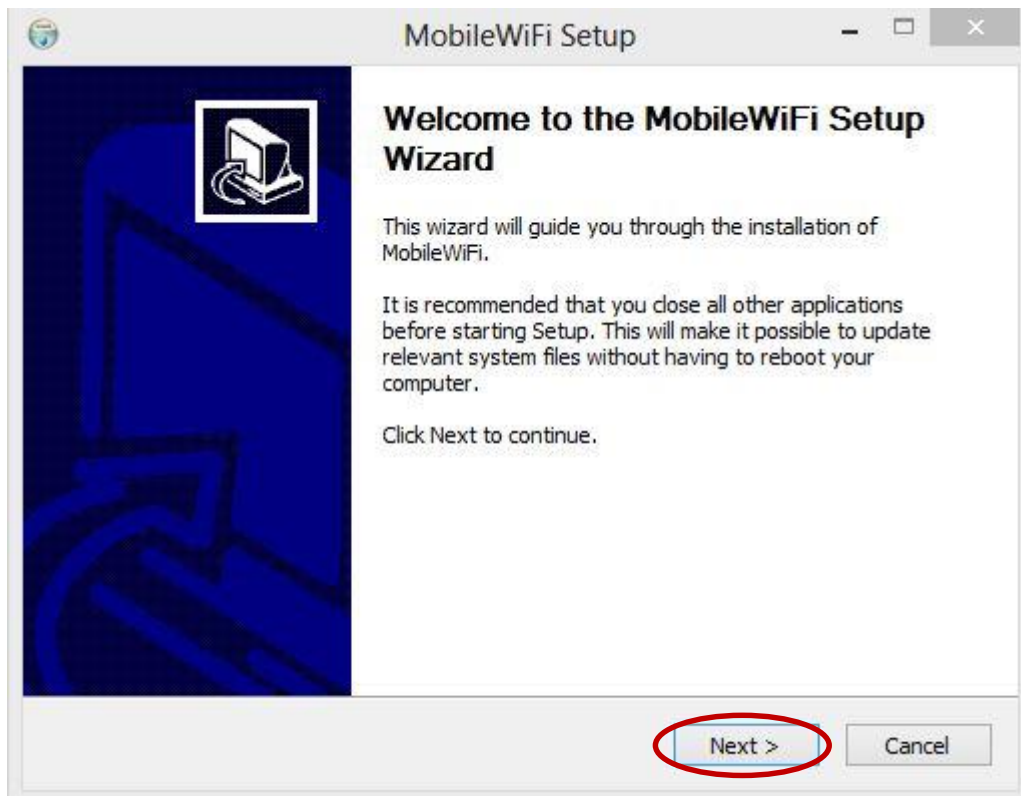 MobileWiFi Setup
Welcome to the MobileWiFi Setup
Wizard
This wizard will guide you through the installation of
MobileWiFi.
It is recommended that you close all other applications
before starting Setup. This will make it possible to update
relevant system files without having to reboot your
computer.
Click Next to continue.
Next >
Cancel